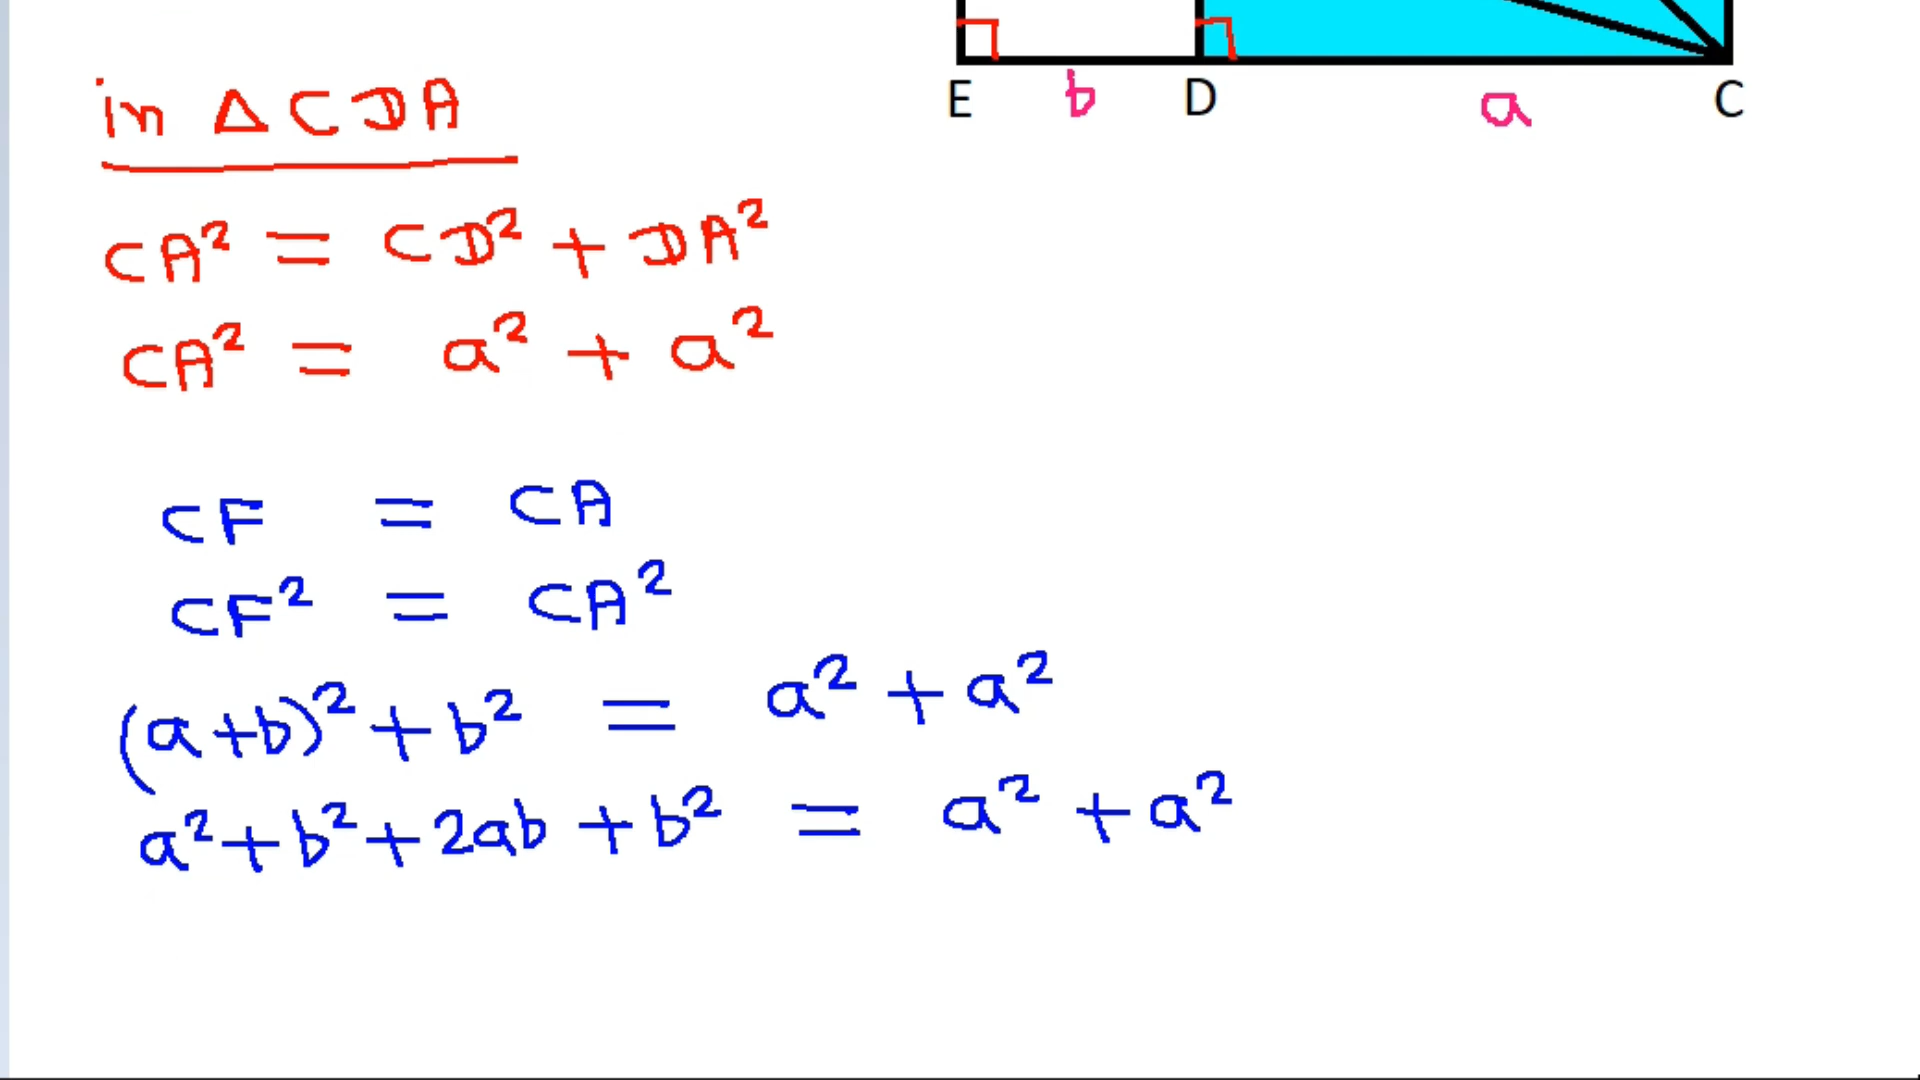 E b D a C
in △ CDA
CA² = CD² + DA²
CA² = a² + a²
CF = CA
CF² = CA²
(a+b)² + b² = a² + a²
a² + b² + 2ab + b² = a² + a²